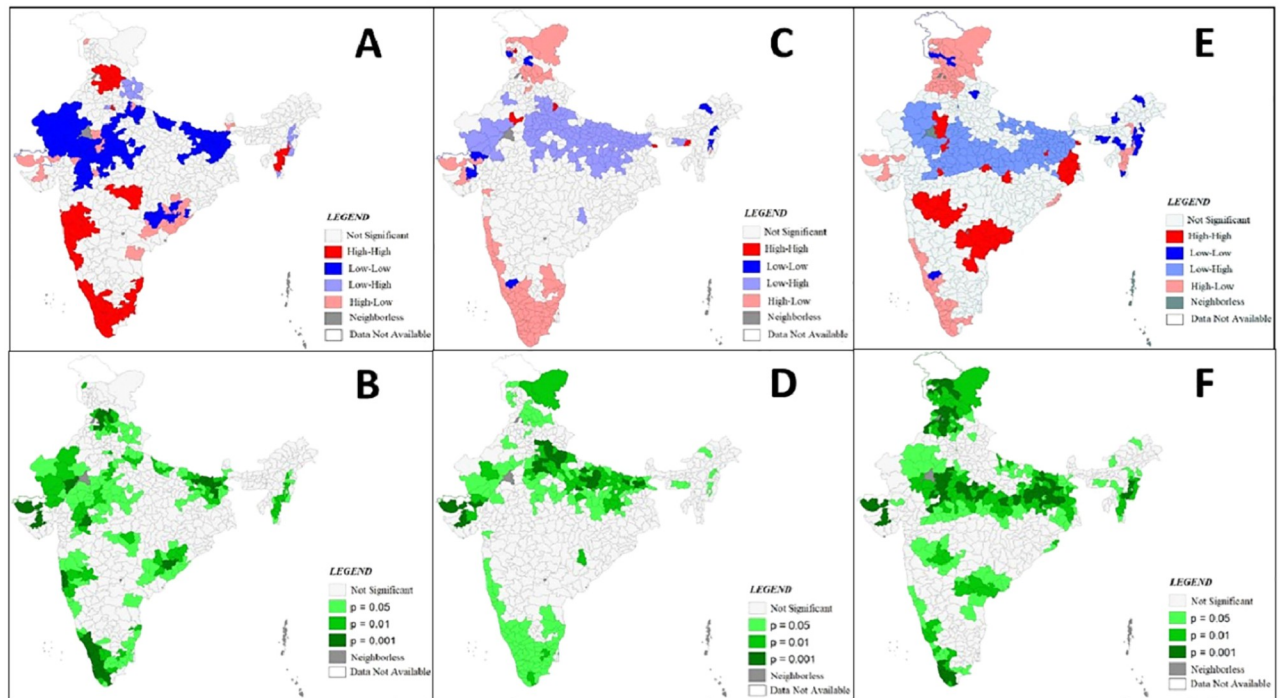 A
LEGEND
Not Significant
High-High
Low-Low
Low-High
High-Low
Neighborless
Data Not Available
C
LEGEND
Not Significant
High-High
Low-Low
Low-High
High-Low
Neighborless
Data Not Available
E
LEGEND
Not Significant
High-High
Low-Low
Low-High
High-Low
Neighborless
Data Not Available
B
LEGEND
Not Significant
p = 0.05
p = 0.01
p = 0.001
Neighborless
Data Not Available
D
LEGEND
Not Significant
p = 0.05
p = 0.01
p = 0.001
Neighborless
Data Not Available
F
LEGEND
Not Significant
p = 0.05
p = 0.01
p = 0.001
Neighborless
Data Not Available